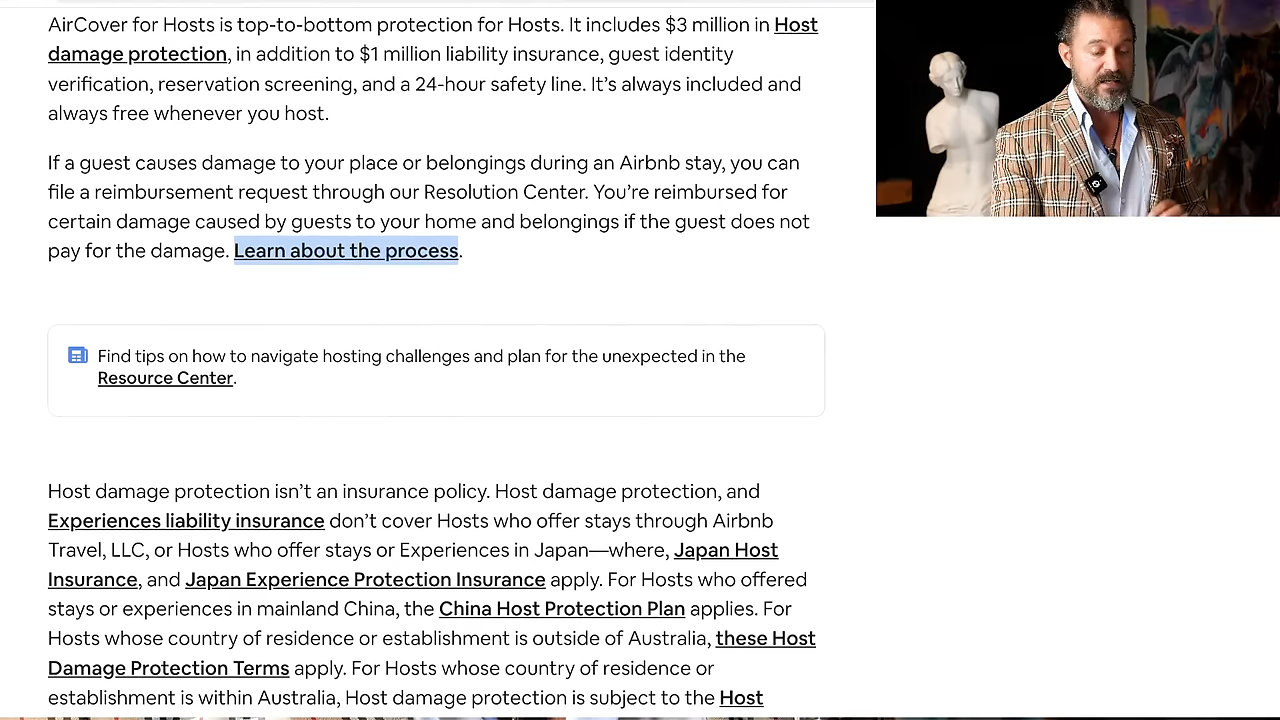 AirCover for Hosts is top-to-bottom protection for Hosts. It includes $3 million in Host
damage protection, in addition to $1 million liability insurance, guest identity
verification, reservation screening, and a 24-hour safety line. It’s always included and
always free whenever you host.
If a guest causes damage to your place or belongings during an Airbnb stay, you can
file a reimbursement request through our Resolution Center. You’re reimbursed for
certain damage caused by guests to your home and belongings if the guest does not
pay for the damage. Learn about the process.
Find tips on how to navigate hosting challenges and plan for the unexpected in the
Resource Center.
Host damage protection isn’t an insurance policy. Host damage protection, and
Experiences liability insurance don’t cover Hosts who offer stays through Airbnb
Travel, LLC, or Hosts who offer stays or Experiences in Japan—where, Japan Host
Insurance, and Japan Experience Protection Insurance apply. For Hosts who offered
stays or experiences in mainland China, the China Host Protection Plan applies. For
Hosts whose country of residence or establishment is outside of Australia, these Host
Damage Protection Terms apply. For Hosts whose country of residence or
establishment is within Australia, Host damage protection is subject to the Host